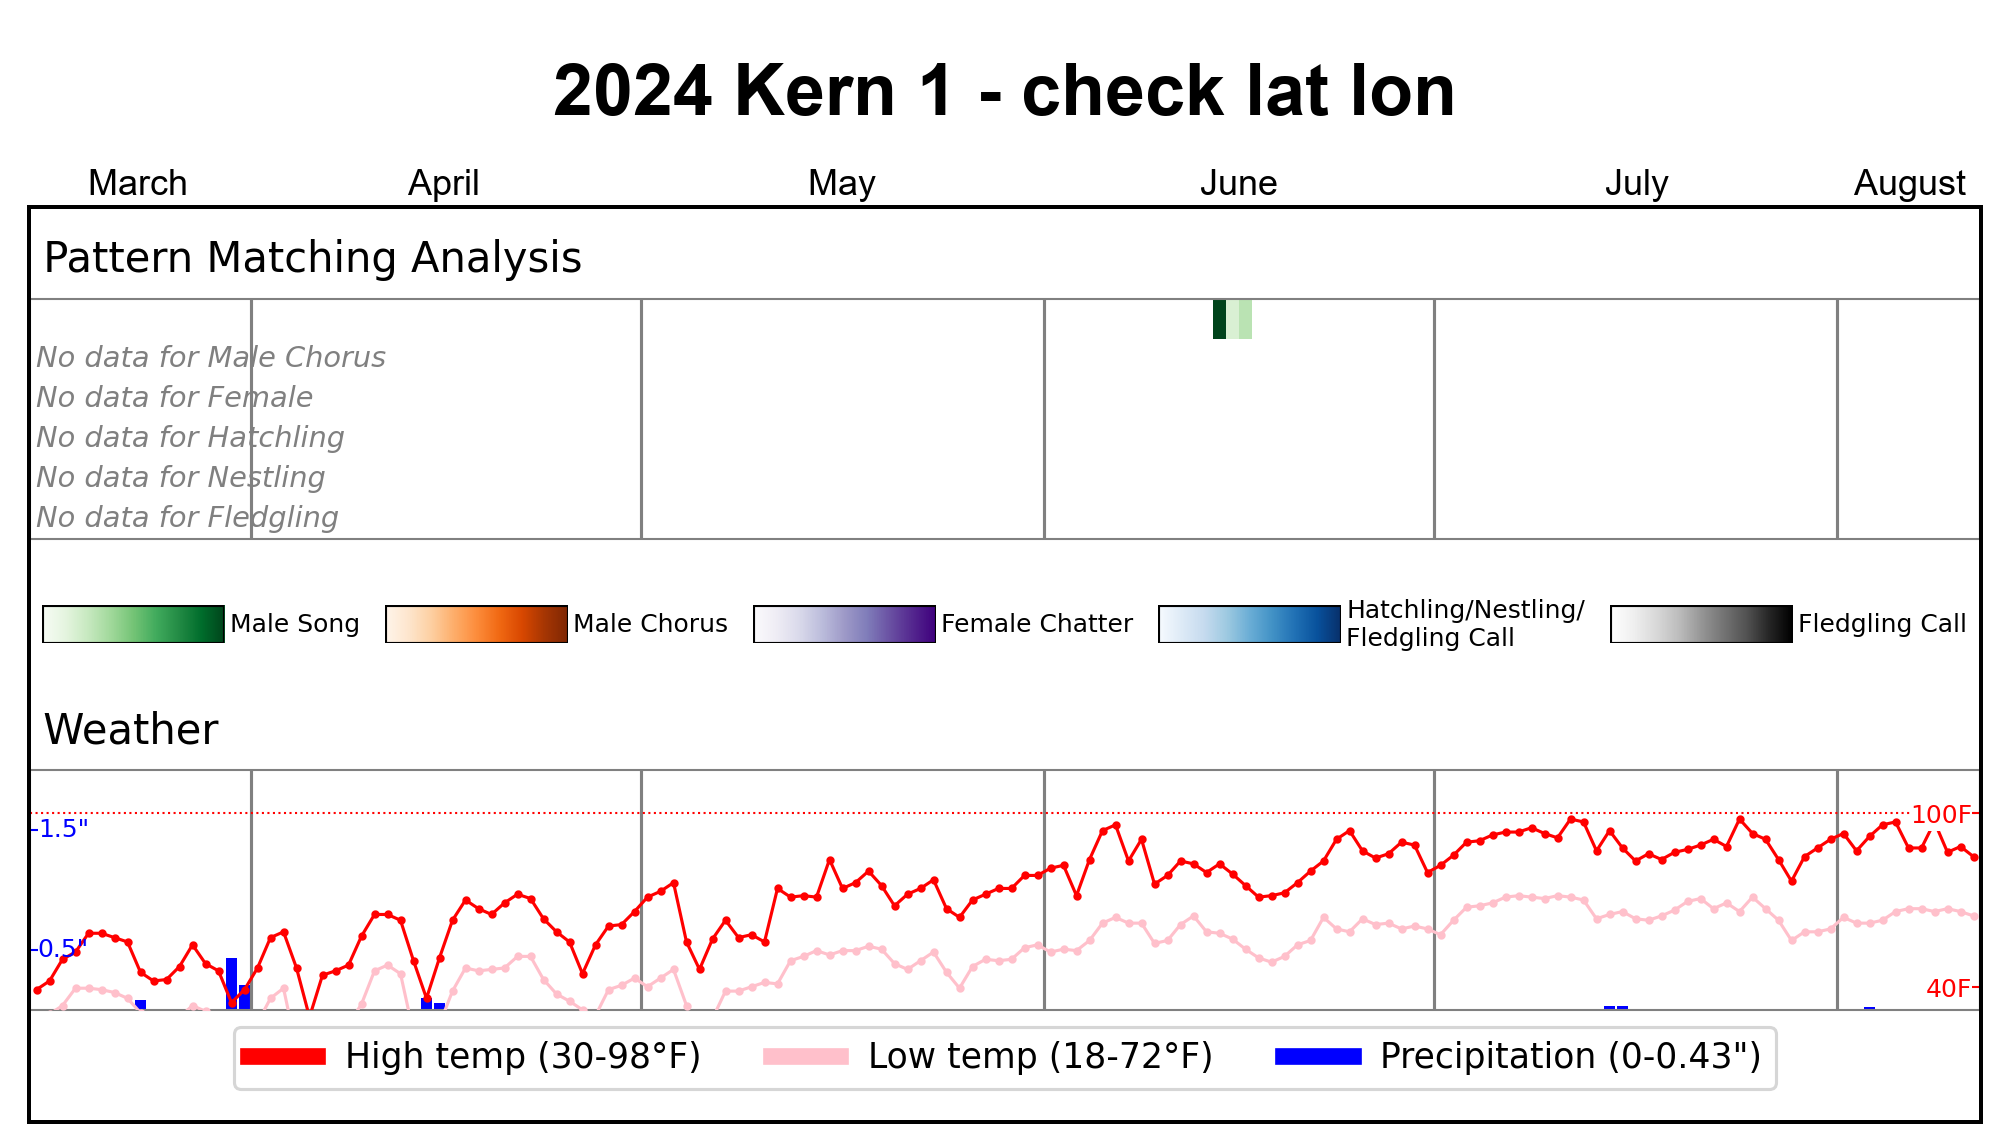 2024 Kern 1 - check lat lon
March April May June July August
Pattern Matching Analysis
No data for Male Chorus
No data for Female
No data for Hatchling
No data for Nestling
No data for Fledgling
Male Song Male Chorus Female Chatter Hatchling/Nestling/
Fledgling Call Fledgling Call
Weather
100F
1.5"
0.5"
40F
High temp (30-98°F) Low temp (18-72°F) Precipitation (0-0.43")